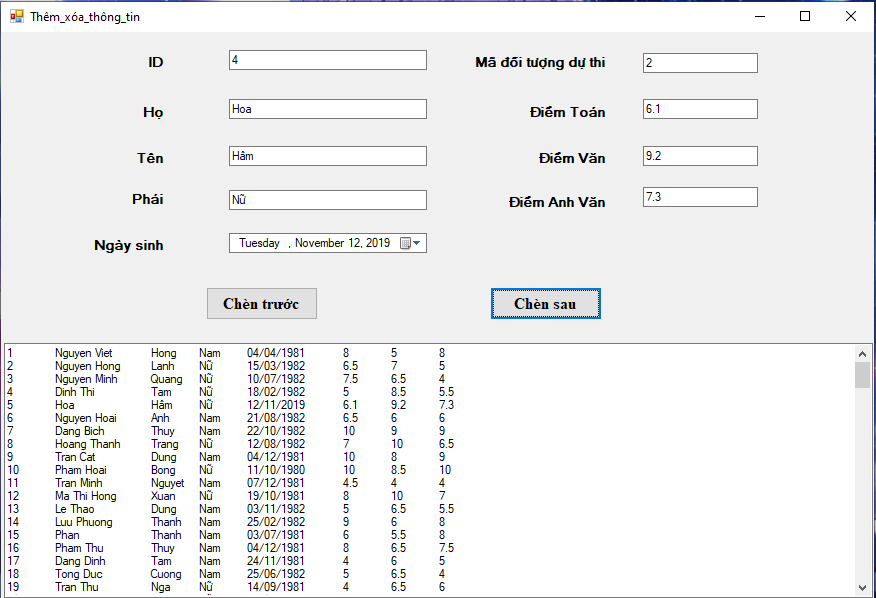 Thêm_xóa_thông_tin
ID 4 Mã đối tượng dự thi 2
Họ Hoa Điểm Toán 6.1
Tên Hâm Điểm Văn 9.2
Phái Nữ Điểm Anh Văn 7.3
Ngày sinh Tuesday , November 12, 2019
Chèn trước Chèn sau
1 Nguyen Viet Hong Nam 04/04/1981 8 5 8
2 Nguyen Hong Lanh Nữ 15/03/1982 6.5 7 5
3 Nguyen Minh Quang Nữ 10/07/1982 7.5 6.5 4
4 Dinh Thi Tam Nữ 18/02/1982 5 8.5 5.5
5 Hoa Hâm Nữ 12/11/2019 6.1 9.2 7.3
6 Nguyen Hoai Anh Nam 21/08/1982 6.5 6 6
7 Dang Bich Thuy Nam 22/10/1982 10 9 9
8 Hoang Thanh Trang Nữ 12/08/1982 7 10 6.5
9 Tran Cat Dung Nam 04/12/1981 10 8 9
10 Pham Hoai Bong Nữ 11/10/1980 10 8.5 10
11 Tran Minh Nguyet Nam 07/12/1981 4.5 4 4
12 Ma Thi Hong Xuan Nữ 19/10/1981 8 10 7
13 Le Thao Dung Nam 03/11/1982 5 6.5 5.5
14 Luu Phuong Thanh Nam 25/02/1982 9 6 8
15 Phan Thanh Nam 03/07/1981 6 5.5 8
16 Pham Thu Thuy Nam 04/12/1981 8 6.5 7.5
17 Dang Dinh Tam Nam 24/11/1981 4 6 5
18 Tong Duc Cuong Nam 25/06/1982 5 6.5 4
19 Tran Thu Nga Nữ 14/09/1981 4 6.5 6